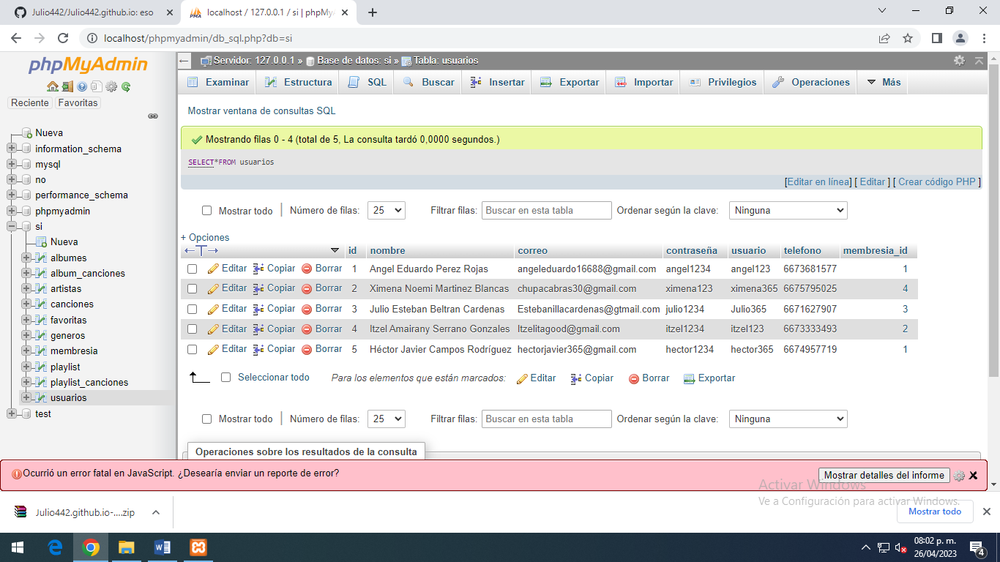 Julio442/Julio442.github.io: eso
localhost / 127.0.0.1 / si | phpMy
localhost/phpmyadmin/db_sql.php?db=si
phpMyAdmin
Reciente Favoritas
Nueva
information_schema
mysql
no
performance_schema
phpmyadmin
si
Nueva
albumes
album_canciones
artistas
canciones
favoritas
generos
membresia
playlist
playlist_canciones
usuarios
test
Servidor: 127.0.0.1 » Base de datos: si » Tabla: usuarios
Examinar Estructura SQL Buscar Insertar Exportar Importar Privilegios Operaciones Más
Mostrar ventana de consultas SQL
Mostrando filas 0 - 4 (total de 5, La consulta tardó 0,0000 segundos.)
SELECT*FROM usuarios
[Editar en línea] [ Editar ] [ Crear código PHP ]
Mostrar todo Número de filas: 25 Filtrar filas: Buscar en esta tabla Ordenar según la clave: Ninguna
+ Opciones
←T→ id nombre correo contraseña usuario telefono membresia_id
Editar Copiar Borrar 1 Angel Eduardo Perez Rojas angeleduardo16688@gmail.com angel1234 angel123 6673681577 1
Editar Copiar Borrar 2 Ximena Noemi Martinez Blancas chupacabras30@gmail.com ximena123 ximena365 6675795025 4
Editar Copiar Borrar 3 Julio Esteban Beltran Cardenas Estebanillacardenas@gtmail.com julio1234 Julio365 6671627907 3
Editar Copiar Borrar 4 Itzel Amairany Serrano Gonzales Itzelitagood@gmail.com itzel1234 itzel123 6673333493 2
Editar Copiar Borrar 5 Héctor Javier Campos Rodríguez hectorjavier365@gmail.com hector1234 hector365 6674957719 1
Seleccionar todo Para los elementos que están marcados: Editar Copiar Borrar Exportar
Mostrar todo Número de filas: 25 Filtrar filas: Buscar en esta tabla Ordenar según la clave: Ninguna
Operaciones sobre los resultados de la consulta
Ocurrió un error fatal en JavaScript. ¿Desearía enviar un reporte de error? Mostrar detalles del informe
Activar Windows
Ve a Configuración para activar Windows.
Julio442.github.io-....zip Mostrar todo
08:02 p. m.
26/04/2023
4